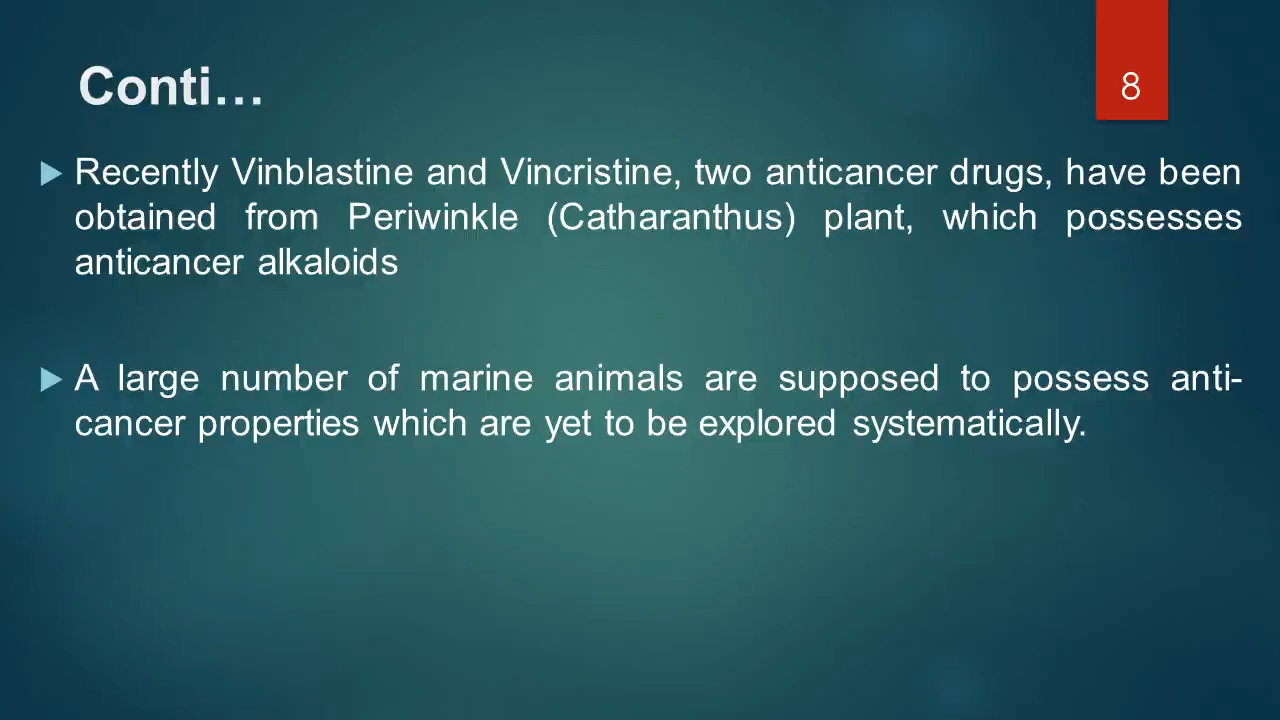 Conti…
8
Recently Vinblastine and Vincristine, two anticancer drugs, have been
obtained from Periwinkle (Catharanthus) plant, which possesses
anticancer alkaloids
A large number of marine animals are supposed to possess anti-
cancer properties which are yet to be explored systematically.